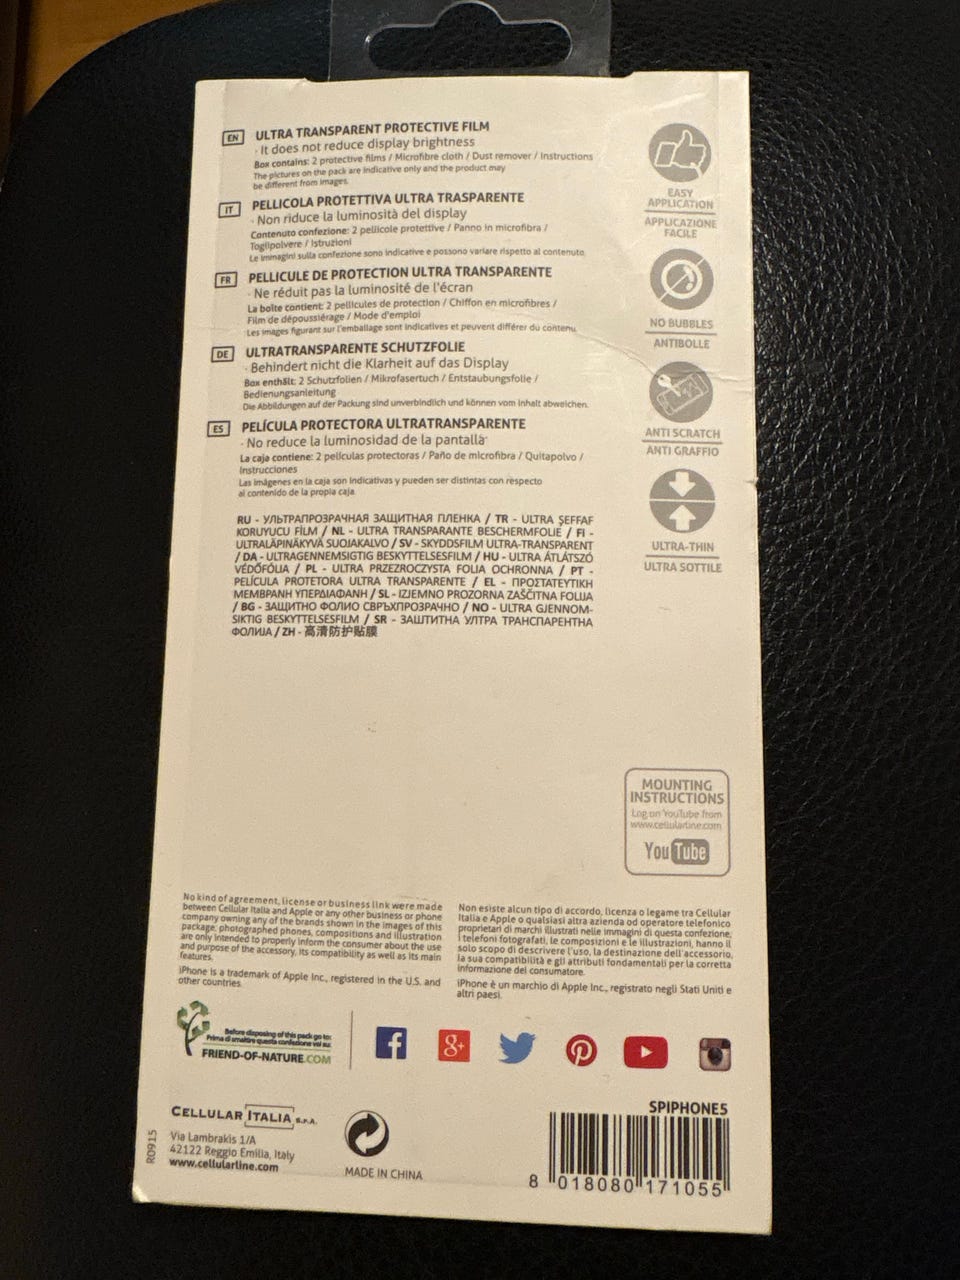 EN
ULTRA TRANSPARENT PROTECTIVE FILM
· It does not reduce display brightness
Box contains: 2 protective films / Microfibre cloth / Dust remover / Instructions
The pictures on the pack are indicative only and the product may
be different from images.
IT
PELLICOLA PROTETTIVA ULTRA TRASPARENTE
· Non riduce la luminosità del display
Contenuto confezione: 2 pellicole protettive / Panno in microfibra /
Toglipolvere / Istruzioni
Le immagini sulla confezione sono indicative e possono variare rispetto al contenuto.
FR
PELLICULE DE PROTECTION ULTRA TRANSPARENTE
· Ne réduit pas la luminosité de l'écran
La boîte contient: 2 pellicules de protection / Chiffon en microfibres /
Film de dépoussiérage / Mode d'emploi
Les images figurant sur l'emballage sont indicatives et peuvent différer du contenu.
DE
ULTRATRANSPARENTE SCHUTZFOLIE
· Behindert nicht die Klarheit auf das Display
Box enthält: 2 Schutzfolien / Mikrofasertuch / Entstaubungsfolie /
Bedienungsanleitung
Die Abbildungen auf der Packung sind unverbindlich und können vom Inhalt abweichen.
ES
PELÍCULA PROTECTORA ULTRATRANSPARENTE
· No reduce la luminosidad de la pantalla
La caja contiene: 2 películas protectoras / Paño de microfibra / Quitapolvo /
Instrucciones
Las imágenes en la caja son indicativas y pueden ser distintas con respecto
al contenido de la propia caja
RU - УЛЬТРАПРОЗРАЧНАЯ ЗАЩИТНАЯ ПЛЕНКА / TR - ULTRA ŞEFFAF
KORUYUCU FİLM / NL - ULTRA TRANSPARANTE BESCHERMFOLIE / FI -
ULTRALÄPINÄKYVÄ SUOJAKALVO / SV - SKYDDSFILM ULTRA-TRANSPARENT
/ DA - ULTRAGENNEMSIGTIG BESKYTTELSESFILM / HU - ULTRA ÁTLÁTSZÓ
VÉDŐFÓLIA / PL - ULTRA PRZEZROCZYSTA FOLIA OCHRONNA / PT -
PELÍCULA PROTETORA ULTRA TRANSPARENTE / EL - ΠΡΟΣΤΑΤΕΥΤΙΚΗ
ΜΕΜΒΡΑΝΗ ΥΠΕΡΔΙΑΦΑΝΗ / SL - IZJEMNO PROZORNA ZAŠČITNA FOLIJA
/ BG - ЗАЩИТНО ФОЛИО СВРЪХПРОЗРАЧНО / NO - ULTRA GJENNOM-
SIKTIG BESKYTTELSESFILM / SR - ЗАШТИТНА УЛТРА ТРАНСПАРЕНТНА
ФОЛИЈА / ZH - 高清防护贴膜
EASY
APPLICATION
APPLICAZIONE
FACILE
NO BUBBLES
ANTIBOLLE
ANTI SCRATCH
ANTI GRAFFIO
ULTRA-THIN
ULTRA SOTTILE
MOUNTING
INSTRUCTIONS
Log on YouTube from
www.cellularline.com
YouTube
No kind of agreement, license or business link were made
between Cellular Italia and Apple or any other business or phone
company owning any of the brands shown in the images of this
package, photographed phones, compositions and illustration
are only intended to properly inform the consumer about the use
and purpose of the accessory, its compatibility as well as its main
features.
iPhone is a trademark of Apple Inc., registered in the U.S. and
other countries.
Non esiste alcun tipo di accordo, licenza o legame tra Cellular
Italia e Apple o qualsiasi altra azienda od operatore telefonico
proprietari di marchi illustrati nelle immagini di questa confezione,
i telefoni fotografati, le composizioni e le illustrazioni, hanno il
solo scopo di descrivere l'uso, la destinazione dell'accessorio,
la sua compatibilità e gli attributi fondamentali per la corretta
informazione del consumatore.
iPhone è un marchio di Apple Inc., registrato negli Stati Uniti e
altri paesi.
Before disposing of this pack go to:
Prima di smaltire questa confezione vai su:
FRIEND-OF-NATURE.COM
f
g+
CELLULAR ITALIA S.P.A.
Via Lambrakis 1/A
42122 Reggio Emilia, Italy
www.cellularline.com
R0915
MADE IN CHINA
SPIPHONE5
8 018080 171055